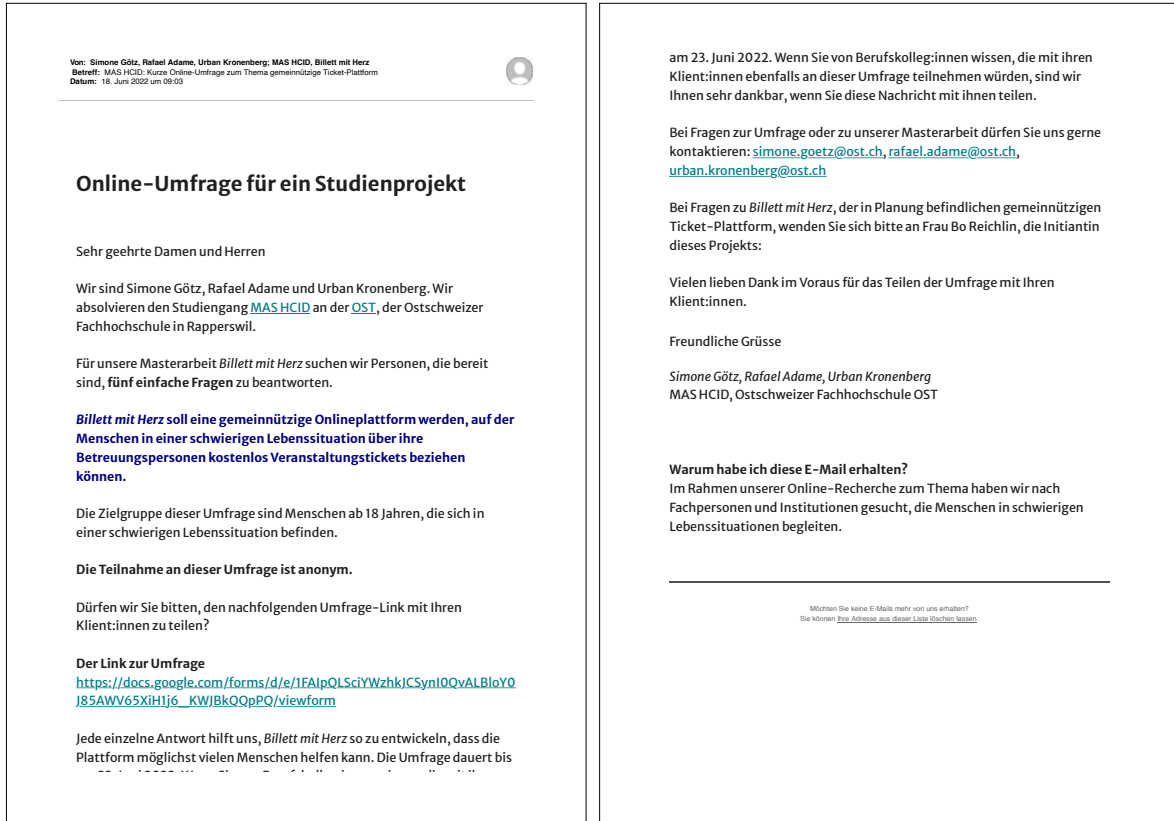 Von: Simone Götz, Rafael Adame, Urban Kronenberg; MAS HCID, Billett mit Herz
Betreff: MAS HCID: Kurze Online-Umfrage zum Thema gemeinnützige Ticket-Plattform
Datum: 18. Juni 2022 um 09:03
Online-Umfrage für ein Studienprojekt
Sehr geehrte Damen und Herren
Wir sind Simone Götz, Rafael Adame und Urban Kronenberg. Wir
absolvieren den Studiengang MAS HCID an der OST, der Ostschweizer
Fachhochschule in Rapperswil.
Für unsere Masterarbeit Billett mit Herz suchen wir Personen, die bereit
sind, fünf einfache Fragen zu beantworten.
Billett mit Herz soll eine gemeinnützige Onlineplattform werden, auf der
Menschen in einer schwierigen Lebenssituation über ihre
Betreuungspersonen kostenlos Veranstaltungstickets beziehen
können.
Die Zielgruppe dieser Umfrage sind Menschen ab 18 Jahren, die sich in
einer schwierigen Lebenssituation befinden.
Die Teilnahme an dieser Umfrage ist anonym.
Dürfen wir Sie bitten, den nachfolgenden Umfrage-Link mit Ihren
Klient:innen zu teilen?
Der Link zur Umfrage
https://docs.google.com/forms/d/e/1FAIpQLSciYWzhkJCSynI0QvALBloY0
J85AWV65XiH1j6_KWJBkQQpPQ/viewform
Jede einzelne Antwort hilft uns, Billett mit Herz so zu entwickeln, dass die
Plattform möglichst vielen Menschen helfen kann. Die Umfrage dauert bis
am 23. Juni 2022. Wenn Sie von Berufskolleg:innen wissen, die mit ihren
Klient:innen ebenfalls an dieser Umfrage teilnehmen würden, sind wir
Ihnen sehr dankbar, wenn Sie diese Nachricht mit ihnen teilen.
Bei Fragen zur Umfrage oder zu unserer Masterarbeit dürfen Sie uns gerne
kontaktieren: simone.goetz@ost.ch, rafael.adame@ost.ch,
urban.kronenberg@ost.ch
Bei Fragen zu Billett mit Herz, der in Planung befindlichen gemeinnützigen
Ticket-Plattform, wenden Sie sich bitte an Frau Bo Reichlin, die Initiantin
dieses Projekts:
Vielen lieben Dank im Voraus für das Teilen der Umfrage mit Ihren
Klient:innen.
Freundliche Grüsse
Simone Götz, Rafael Adame, Urban Kronenberg
MAS HCID, Ostschweizer Fachhochschule OST
Warum habe ich diese E-Mail erhalten?
Im Rahmen unserer Online-Recherche zum Thema haben wir nach
Fachpersonen und Institutionen gesucht, die Menschen in schwierigen
Lebenssituationen begleiten.
Möchten Sie keine E-Mails mehr von uns erhalten?
Sie können Ihre Adresse aus dieser Liste löschen lassen.